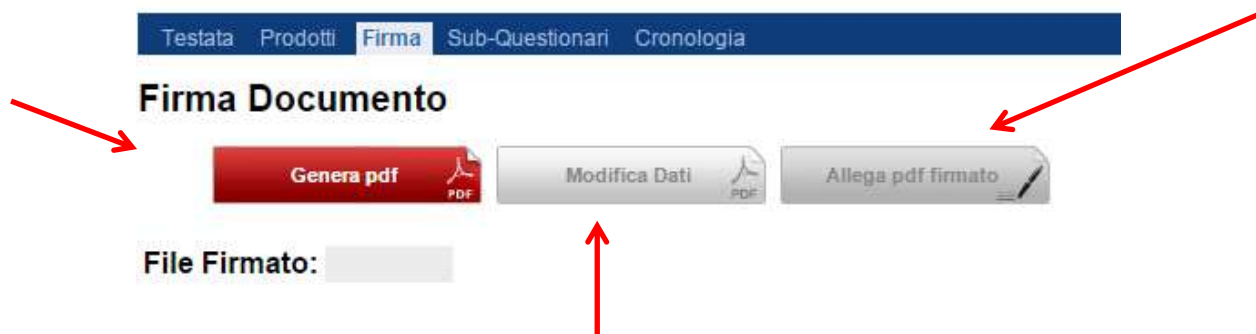 Testata Prodotti Firma Sub-Questionari Cronologia
Firma Documento
Genera pdf PDF Modifica Dati PDF Allega pdf firmato
File Firmato: